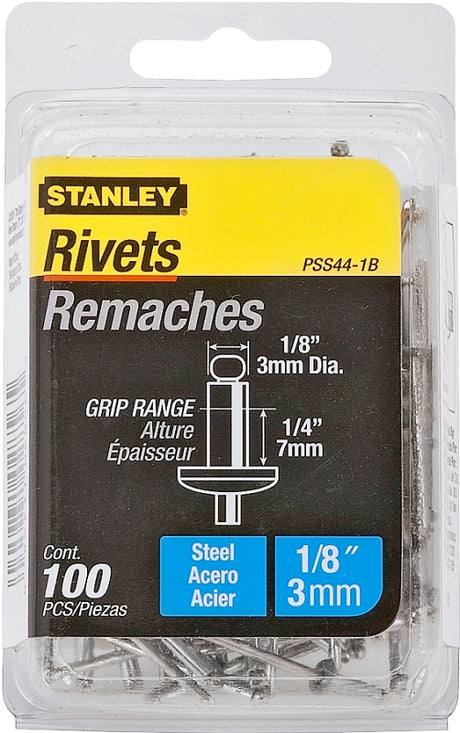 STANLEY
Rivets
PSS44-1B
Remaches
1/8”
3mm Dia.
GRIP RANGE
Alture
Épaisseur
1/4”
7mm
Cont.
100
PCS/Piezas
Steel
Acero
Acier
1/8″
3mm